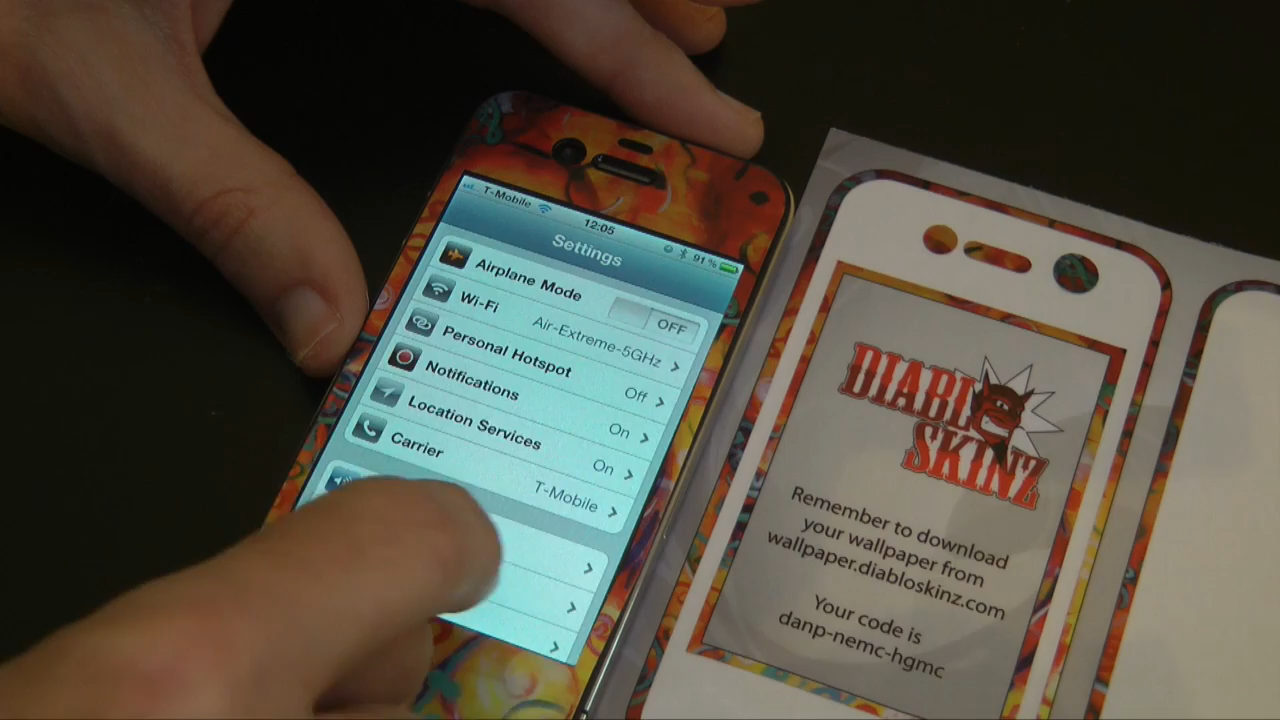 T-Mobile 12:05 91 %
Settings
Airplane Mode OFF
Wi-Fi Air-Extreme-5GHz
Personal Hotspot Off
Notifications On
Location Services On
Carrier T-Mobile
DIABLO
SKINZ
Remember to download
your wallpaper from
wallpaper.diabloskinz.com
Your code is
danp-nemc-hgmc